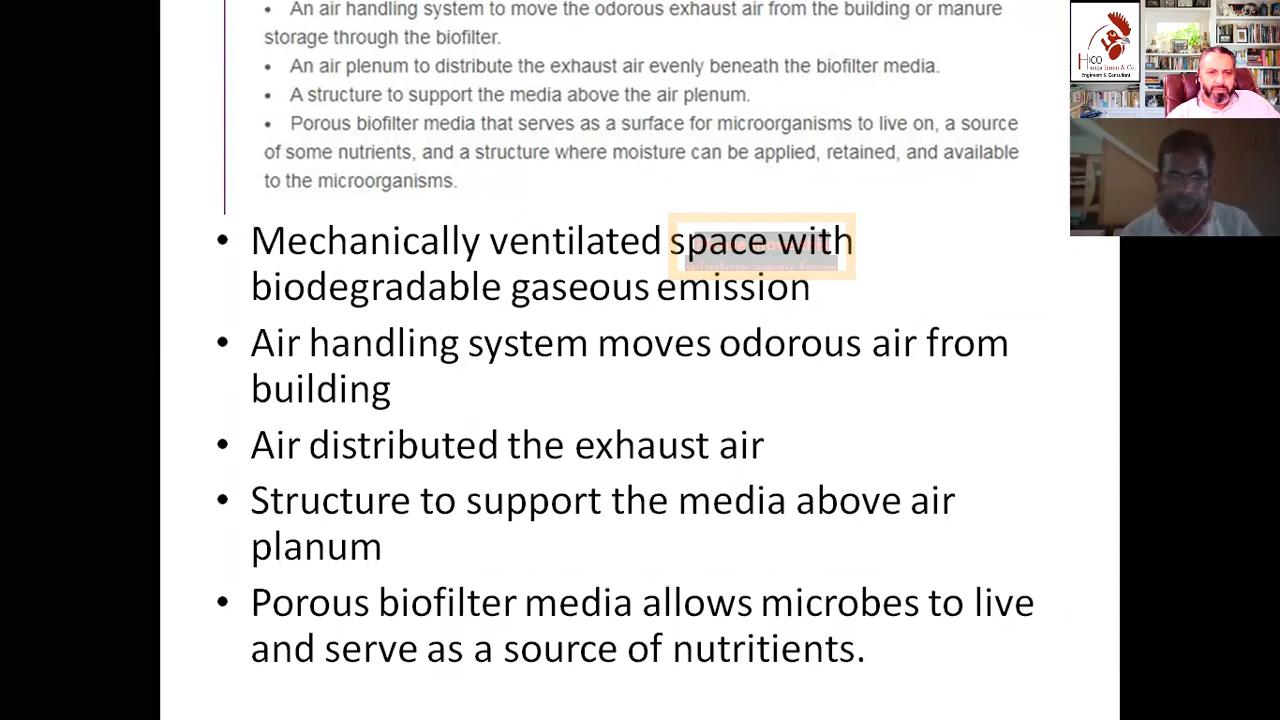 • An air handling system to move the odorous exhaust air from the building or manure
storage through the biofilter.
• An air plenum to distribute the exhaust air evenly beneath the biofilter media.
• A structure to support the media above the air plenum.
• Porous biofilter media that serves as a surface for microorganisms to live on, a source
of some nutrients, and a structure where moisture can be applied, retained, and available
to the microorganisms.
• Mechanically ventilated space with
biodegradable gaseous emission
• Air handling system moves odorous air from
building
• Air distributed the exhaust air
• Structure to support the media above air
planum
• Porous biofilter media allows microbes to live
and serve as a source of nutritients.
Hico
Engineers & Consultant